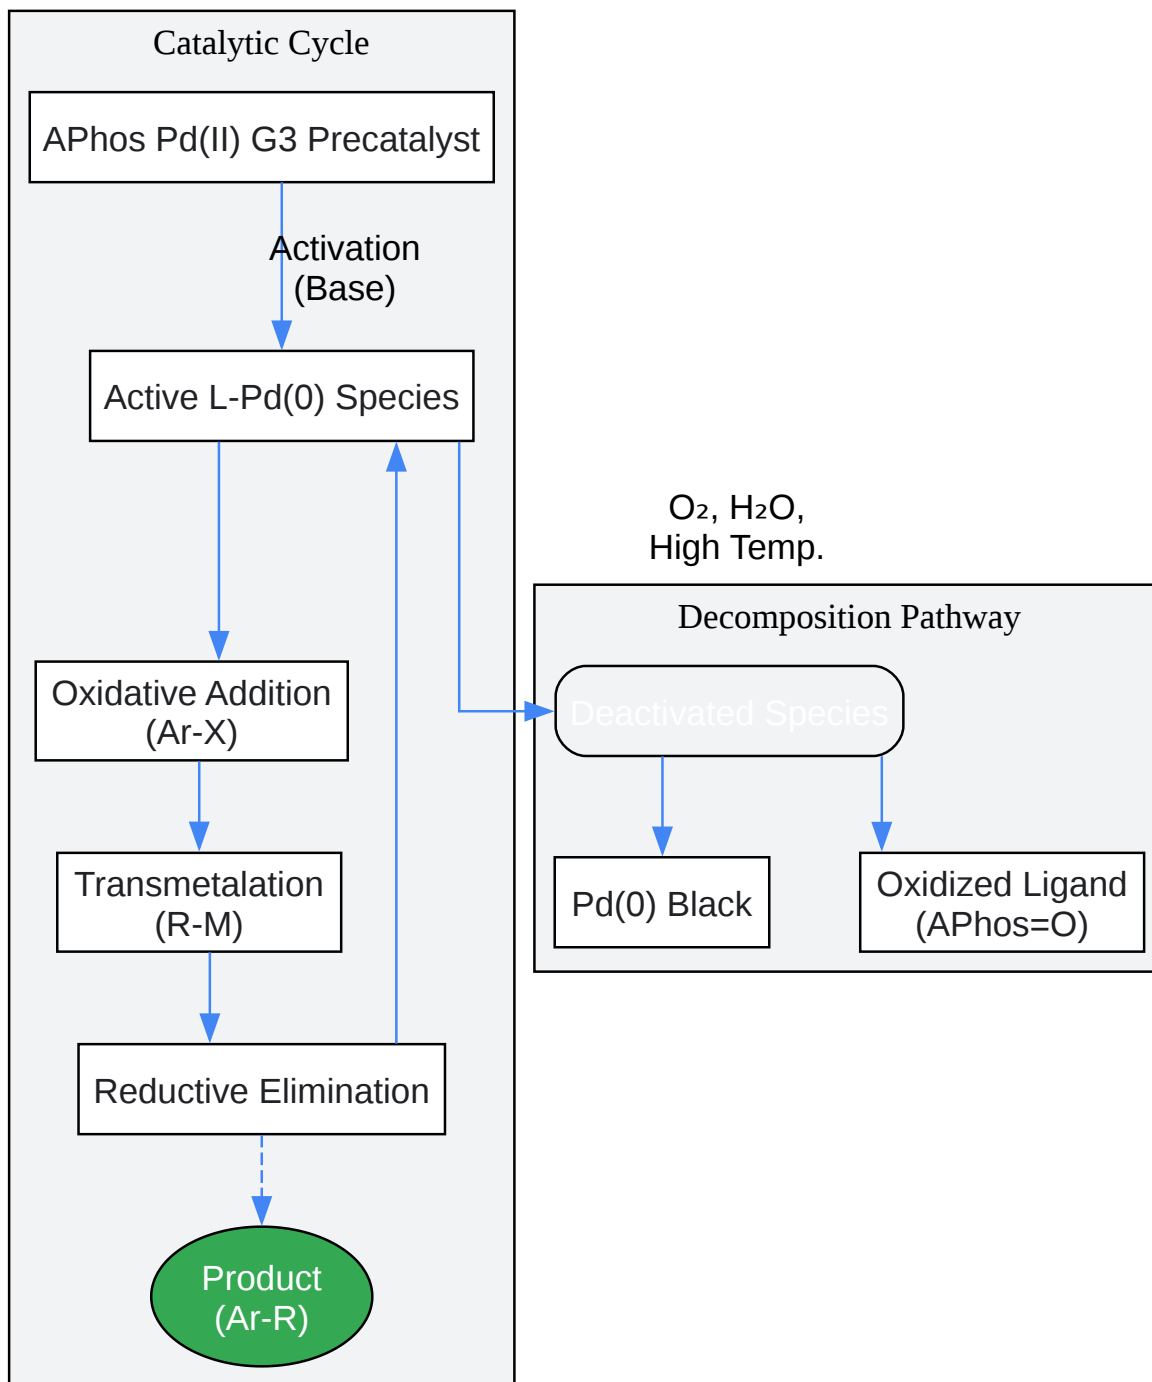 Catalytic Cycle
APhos Pd(II) G3 Precatalyst
Activation
(Base)
Active L-Pd(0) Species
O₂, H₂O,
High Temp.
Decomposition Pathway
Oxidative Addition
(Ar-X)
Deactivated Species
Transmetalation
(R-M)
Pd(0) Black
Oxidized Ligand
(APhos=O)
Reductive Elimination
Product
(Ar-R)